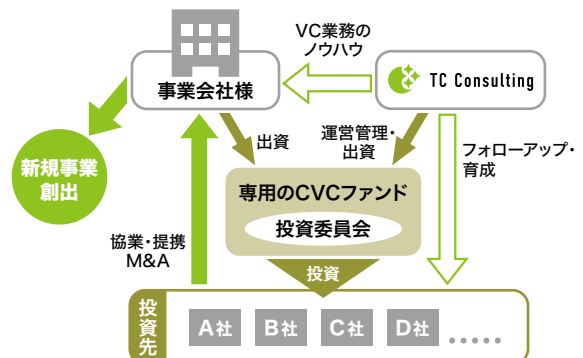 VC業務の
ノウハウ
事業会社様
TC Consulting
出資
運営管理・
出資
フォローアップ・
育成
新規事業
創出
専用のCVCファンド
投資委員会
協業・提携
M&A
投資
投資先
A社 B社 C社 D社 .....